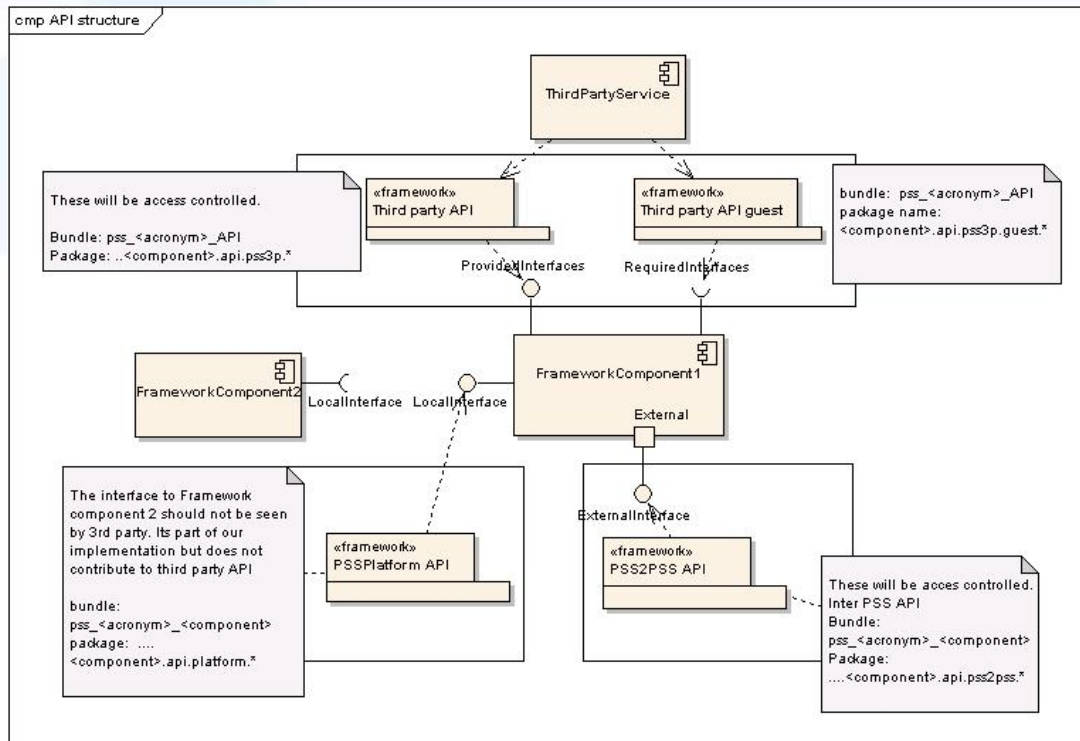 cmp API structure
ThirdPartyService
These will be access controlled.
Bundle: pss_<acronym>_API
Package: ..<component>.api.pss3p.*
«framework»
Third party API
«framework»
Third party API guest
bundle: pss_<acronym>_API
package name:
<component>.api.pss3p.guest.*
ProvidedInterfaces
RequiredInterfaces
FrameworkComponent2
LocalInterface
LocalInterface
FrameworkComponent1
External
The interface to Framework
component 2 should not be seen
by 3rd party. Its part of our
implementation but does not
contribute to third party API
bundle:
pss_<acronym>_<component>
package: ....
<component>.api.platform.*
«framework»
PSSPlatform API
ExternalInterface
«framework»
PSS2PSS API
These will be acces controlled.
Inter PSS API
Bundle:
pss_<acronym>_<component>
Package:
....<component>.api.pss2pss.*